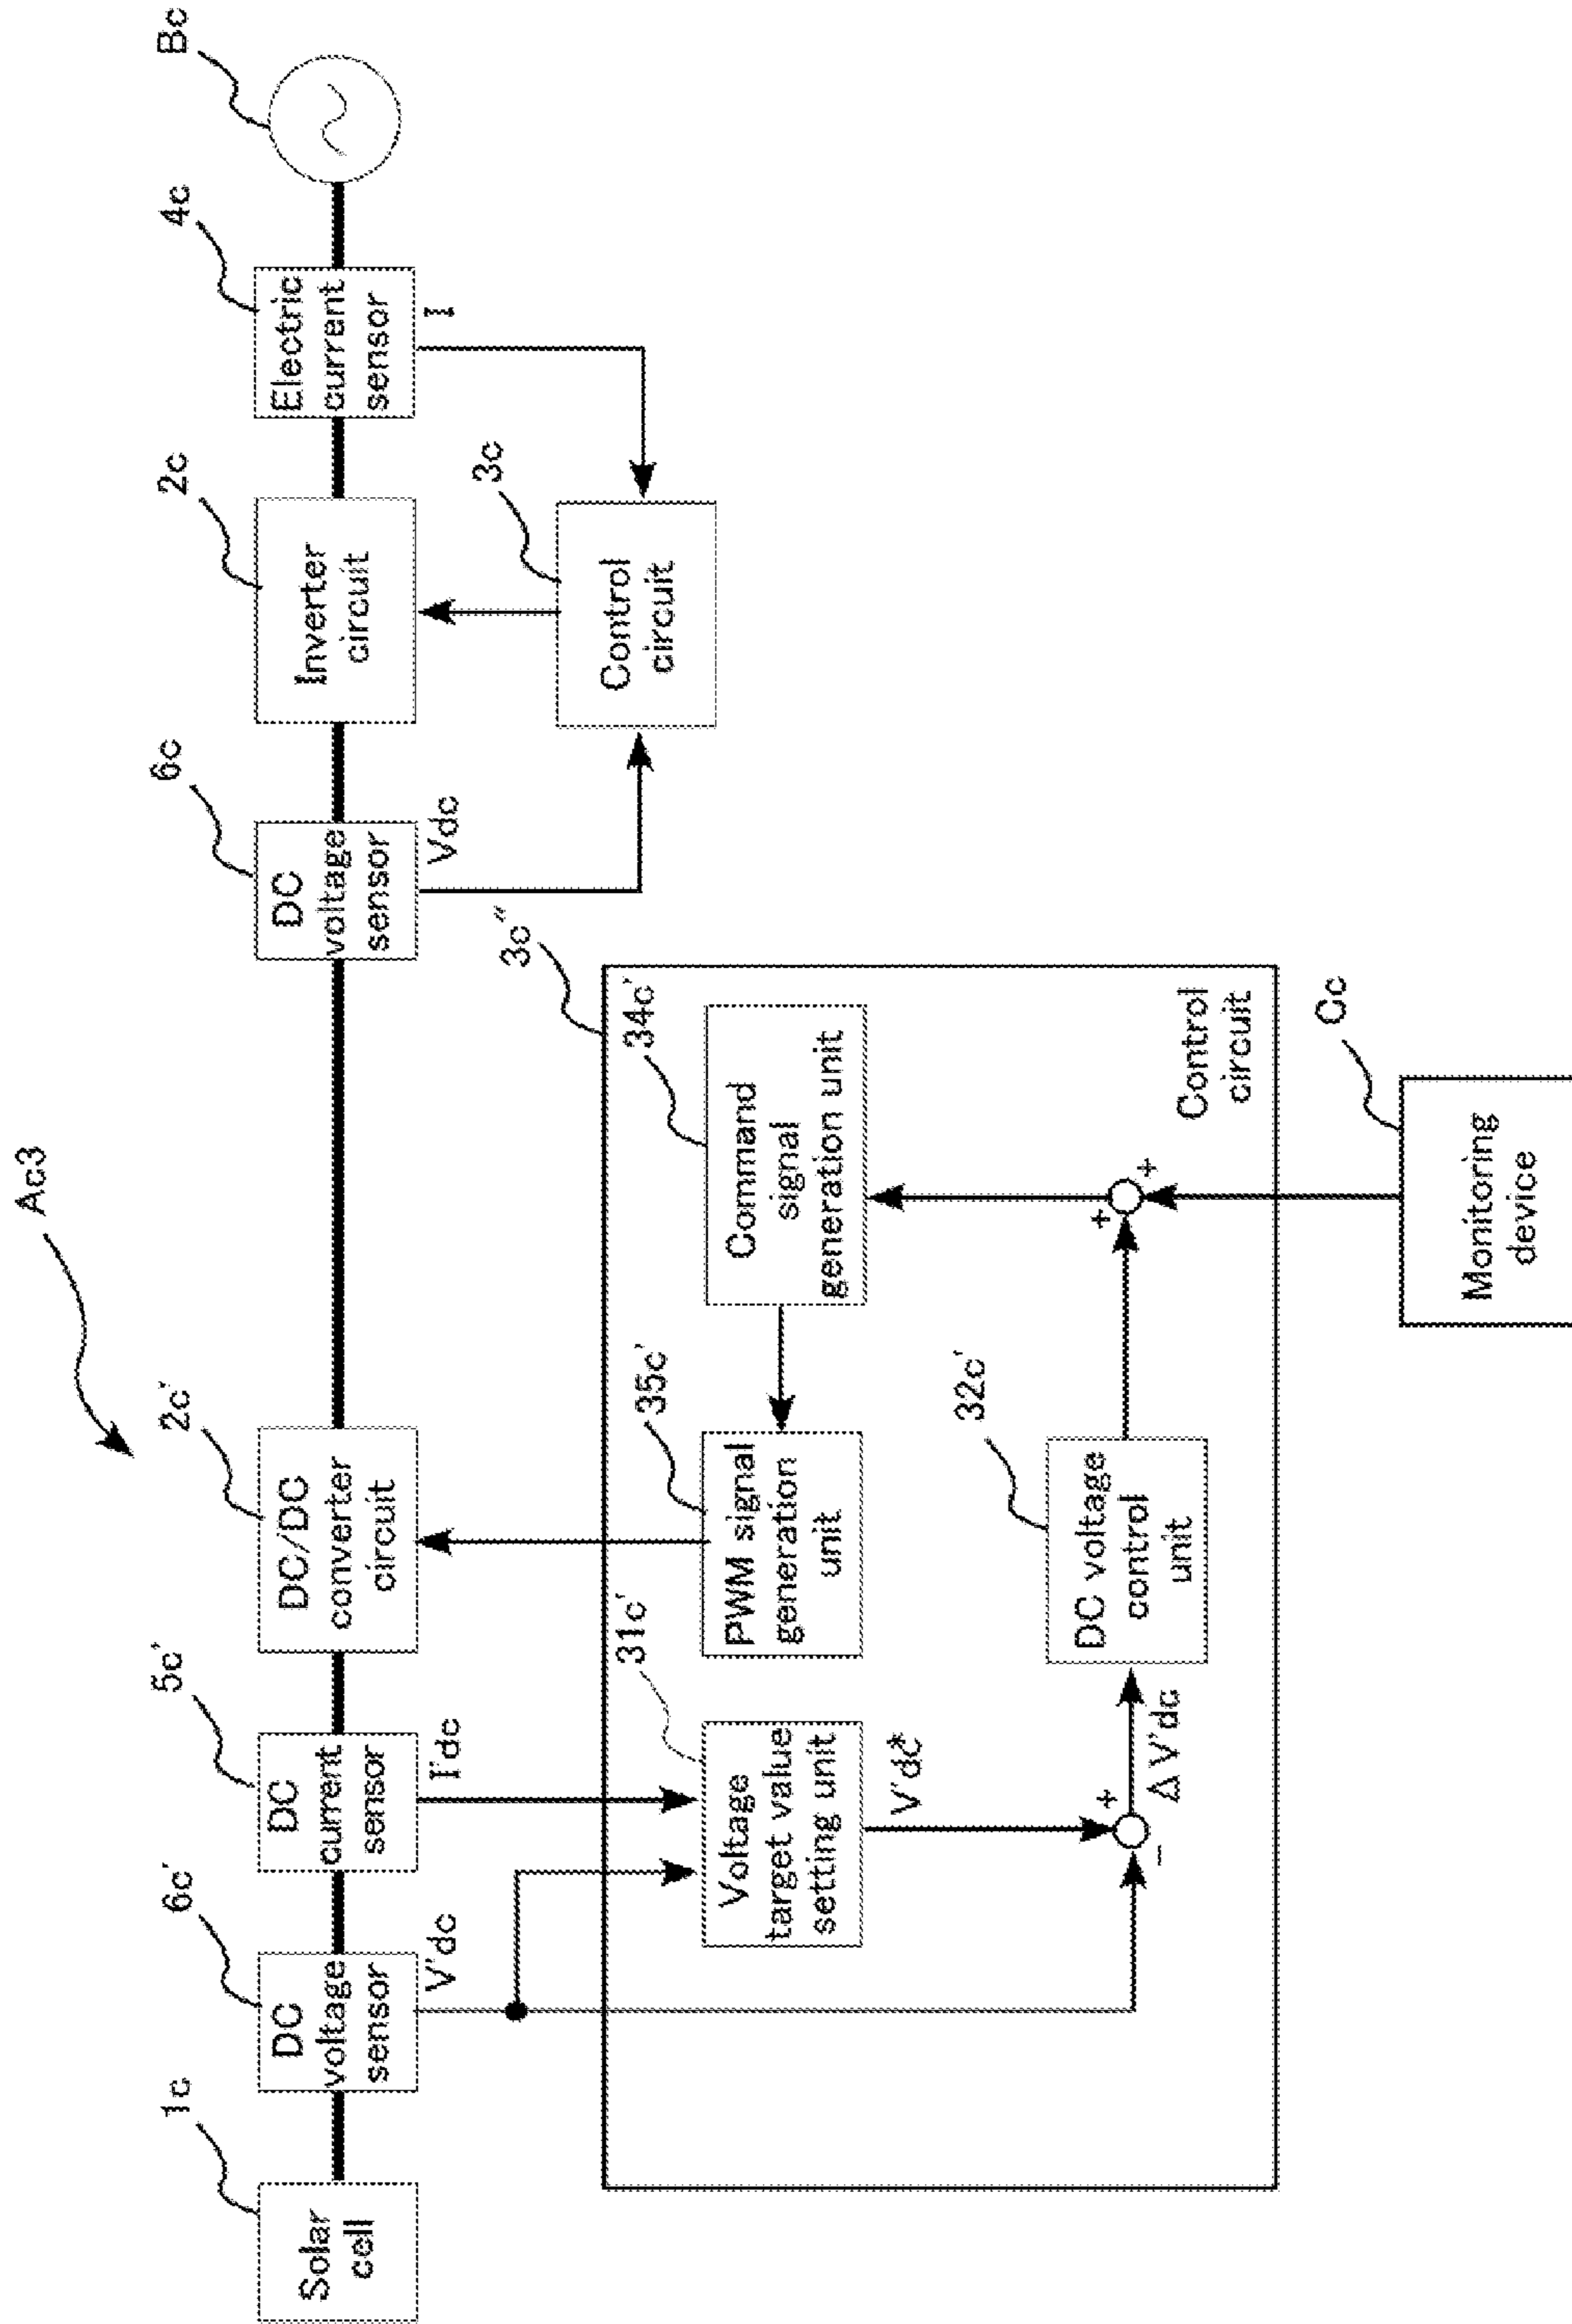 Ac3
1c
6c'
5c'
2c'
6c
2c
4c
Bc
Solar
cell
DC
voltage
sensor
DC
current
sensor
DC/DC
converter
circuit
DC
voltage
sensor
Inverter
circuit
Electric
current
sensor
V'dc
I'dc
Vdc
I
3c
Control
circuit
3c''
31c'
35c'
34c'
Voltage
target value
setting unit
PWM signal
generation
unit
Command
signal
generation unit
V'dc*
32c'
DC voltage
control
unit
+
-
ΔV'dc
+
+
Control
circuit
Cc
Monitoring
device